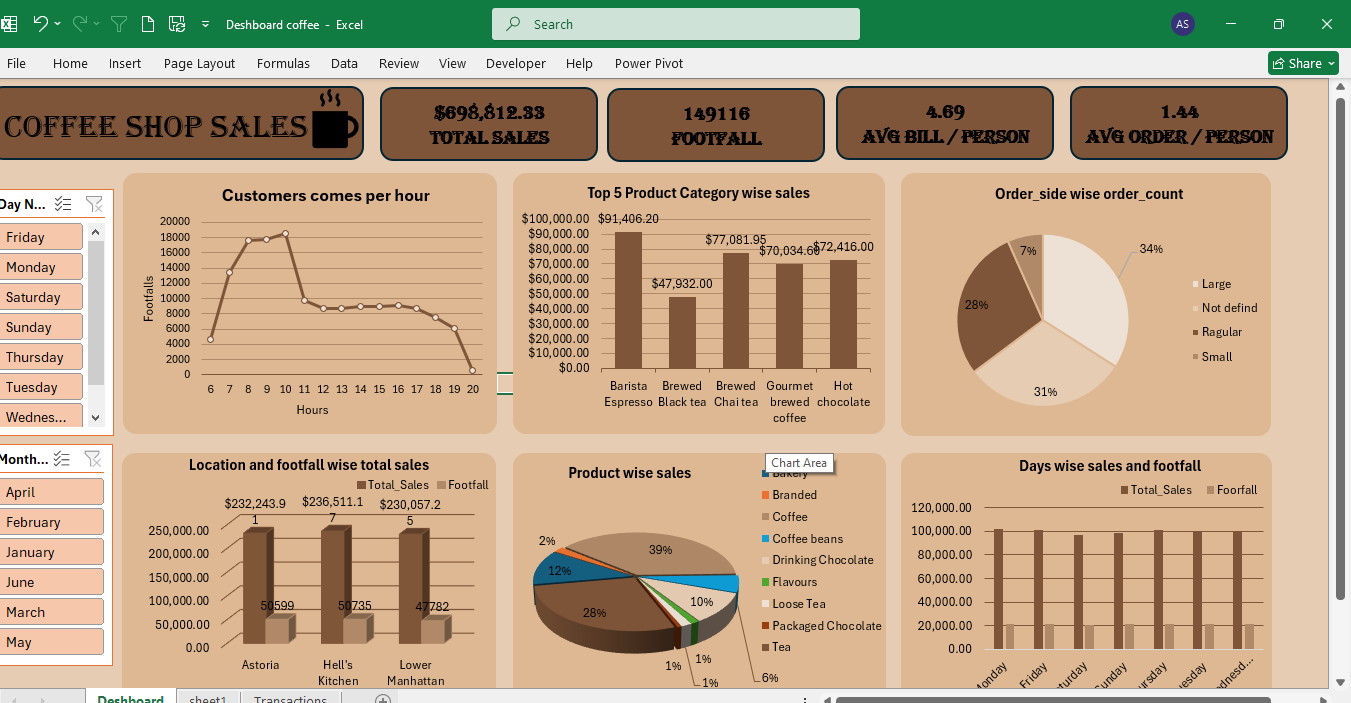 Deshboard coffee - Excel
Search
AS
File Home Insert Page Layout Formulas Data Review View Developer Help Power Pivot
Share
COFFEE SHOP SALES
$698,812.33
TOTAL SALES
149116
FOOTFALL
4.69
AVG BILL / PERSON
1.44
AVG ORDER / PERSON
Day N...
Friday
Monday
Saturday
Sunday
Thursday
Tuesday
Wednes...
Month...
April
February
January
June
March
May
Customers comes per hour
20000
18000
16000
14000
12000
10000
8000
6000
4000
2000
0
Footfalls
6 7 8 9 10 11 12 13 14 15 16 17 18 19 20
Hours
Top 5 Product Category wise sales
$100,000.00
$90,000.00
$80,000.00
$70,000.00
$60,000.00
$50,000.00
$40,000.00
$30,000.00
$20,000.00
$10,000.00
$0.00
$91,406.20
$47,932.00
$77,081.95
$70,034.60
$72,416.00
Barista Espresso
Brewed Black tea
Brewed Chai tea
Gourmet brewed coffee
Hot chocolate
Order_side wise order_count
34%
31%
28%
7%
Large
Not defind
Ragular
Small
Location and footfall wise total sales
Total_Sales Footfall
250,000.00
200,000.00
150,000.00
100,000.00
50,000.00
0.00
$232,243.9
1
$236,511.1
7
$230,057.2
5
50599
50735
47782
Astoria
Hell's
Kitchen
Lower
Manhattan
Product wise sales
Chart Area
Bakery
Branded
Coffee
Coffee beans
Drinking Chocolate
Flavours
Loose Tea
Packaged Chocolate
Tea
2%
39%
12%
10%
28%
1%
1%
1%
6%
Days wise sales and footfall
Total_Sales Foorfall
120,000.00
100,000.00
80,000.00
60,000.00
40,000.00
20,000.00
0.00
onday
Friday
turday
unday
ursday
uesday
dnesd...
Deshboard sheet1 Transactions